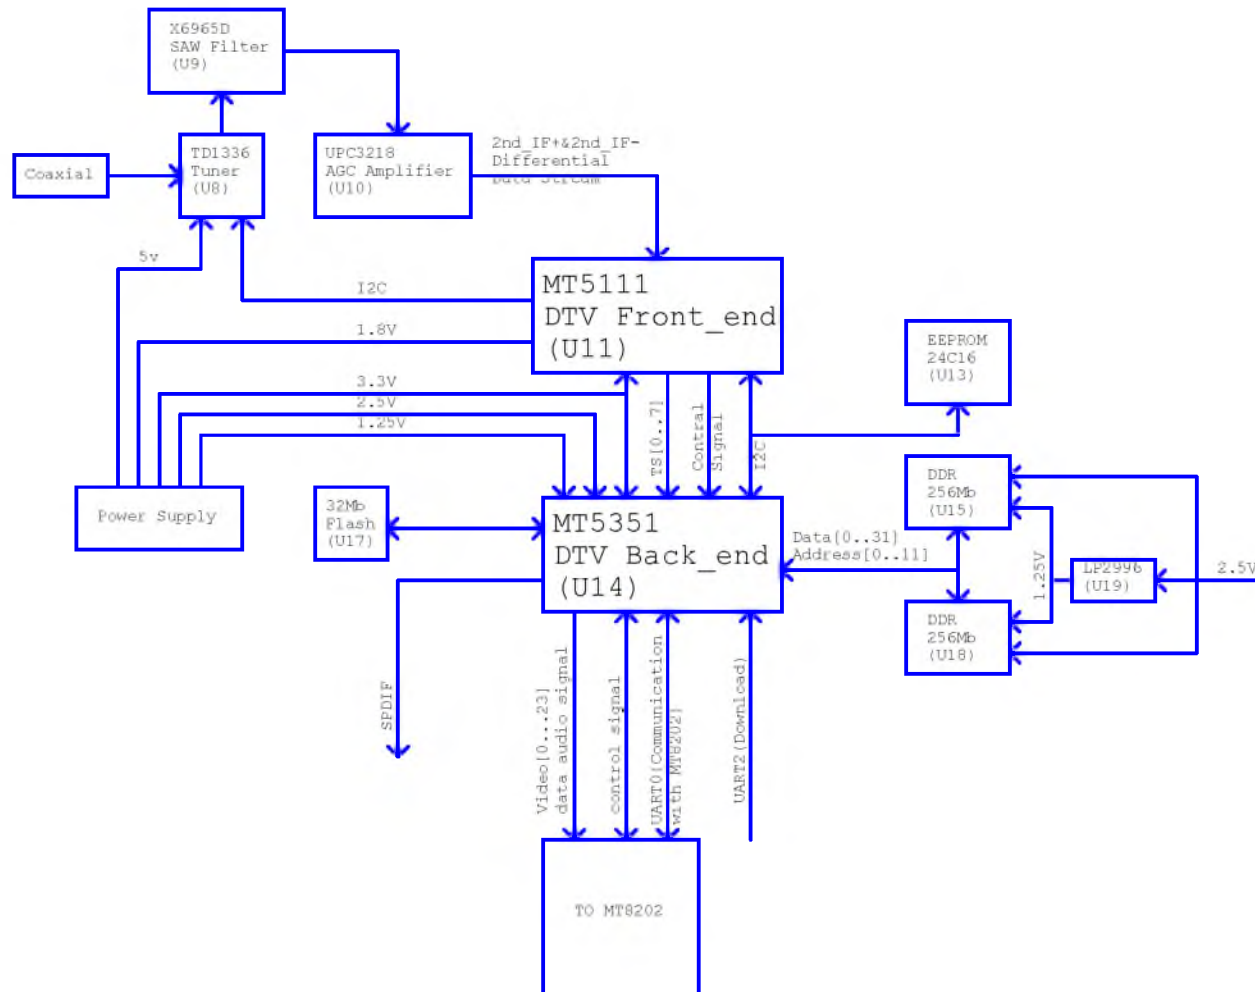 X6965D
SAW Filter
(U9)
TD1336
Tuner
(U8)
Coaxial
UPC3218
AGC Amplifier
(U10)
2nd_IF+&2nd_IF-
Differential
Data Stream
5v
I2C
1.8V
3.3V
2.5V
1.25V
MT5111
DTV Front_end
(U11)
EEPROM
24C16
(U13)
TS[0..7]
Contral
Signal
I2C
Power Supply
32Mb
Flash
(U17)
MT5351
DTV Back_end
(U14)
Data[0..31]
Address[0..11]
DDR
256Mb
(U15)
1.25V
LP2996
(U19)
2.5V
DDR
256Mb
(U18)
SPDIF
Video[0...23]
data audio signal
control signal
UART0(Communication
with MT8202)
UART2(Download)
TO MT8202